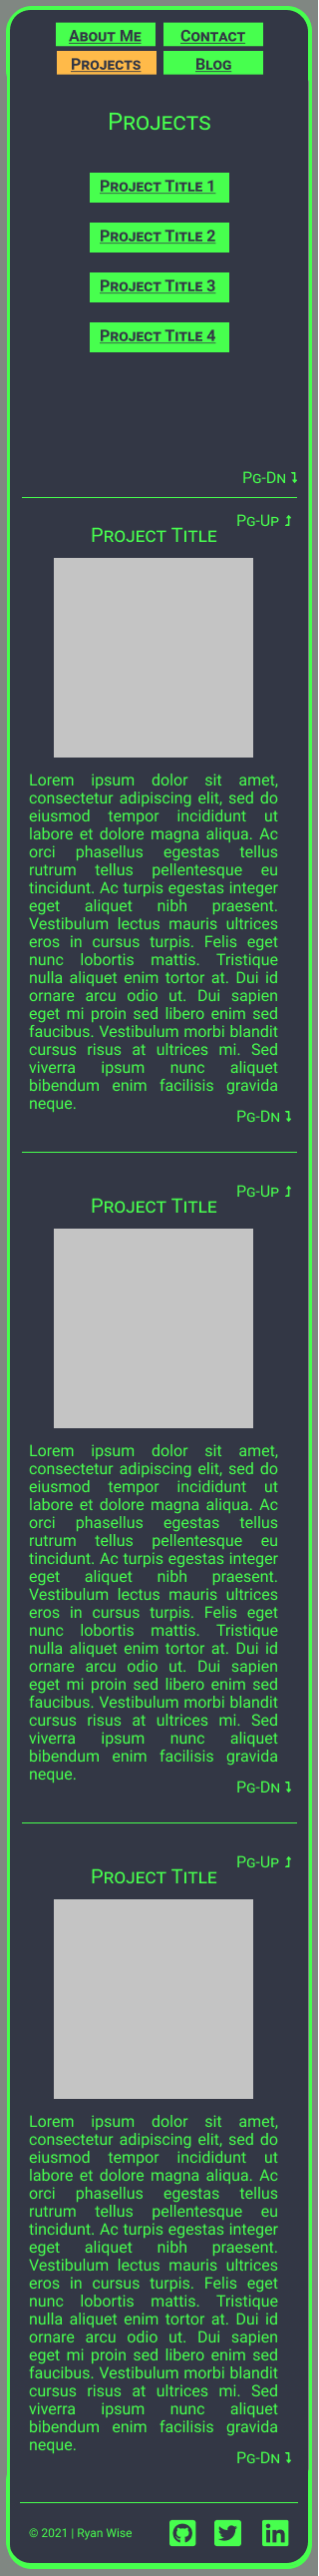 About Me
Contact
Projects
Blog
Projects
Project Title 1
Project Title 2
Project Title 3
Project Title 4
Pg-Dn ⤵
Pg-Up ⤴
Project Title
Lorem ipsum dolor sit amet,
consectetur adipiscing elit, sed do
eiusmod tempor incididunt ut
labore et dolore magna aliqua. Ac
orci phasellus egestas tellus
rutrum tellus pellentesque eu
tincidunt. Ac turpis egestas integer
eget aliquet nibh praesent.
Vestibulum lectus mauris ultrices
eros in cursus turpis. Felis eget
nunc lobortis mattis. Tristique
nulla aliquet enim tortor at. Dui id
ornare arcu odio ut. Dui sapien
eget mi proin sed libero enim sed
faucibus. Vestibulum morbi blandit
cursus risus at ultrices mi. Sed
viverra ipsum nunc aliquet
bibendum enim facilisis gravida
neque.
Pg-Dn ⤵
Pg-Up ⤴
Project Title
Lorem ipsum dolor sit amet,
consectetur adipiscing elit, sed do
eiusmod tempor incididunt ut
labore et dolore magna aliqua. Ac
orci phasellus egestas tellus
rutrum tellus pellentesque eu
tincidunt. Ac turpis egestas integer
eget aliquet nibh praesent.
Vestibulum lectus mauris ultrices
eros in cursus turpis. Felis eget
nunc lobortis mattis. Tristique
nulla aliquet enim tortor at. Dui id
ornare arcu odio ut. Dui sapien
eget mi proin sed libero enim sed
faucibus. Vestibulum morbi blandit
cursus risus at ultrices mi. Sed
viverra ipsum nunc aliquet
bibendum enim facilisis gravida
neque.
Pg-Dn ⤵
Pg-Up ⤴
Project Title
Lorem ipsum dolor sit amet,
consectetur adipiscing elit, sed do
eiusmod tempor incididunt ut
labore et dolore magna aliqua. Ac
orci phasellus egestas tellus
rutrum tellus pellentesque eu
tincidunt. Ac turpis egestas integer
eget aliquet nibh praesent.
Vestibulum lectus mauris ultrices
eros in cursus turpis. Felis eget
nunc lobortis mattis. Tristique
nulla aliquet enim tortor at. Dui id
ornare arcu odio ut. Dui sapien
eget mi proin sed libero enim sed
faucibus. Vestibulum morbi blandit
cursus risus at ultrices mi. Sed
viverra ipsum nunc aliquet
bibendum enim facilisis gravida
neque.
Pg-Dn ⤵
© 2021 | Ryan Wise
in